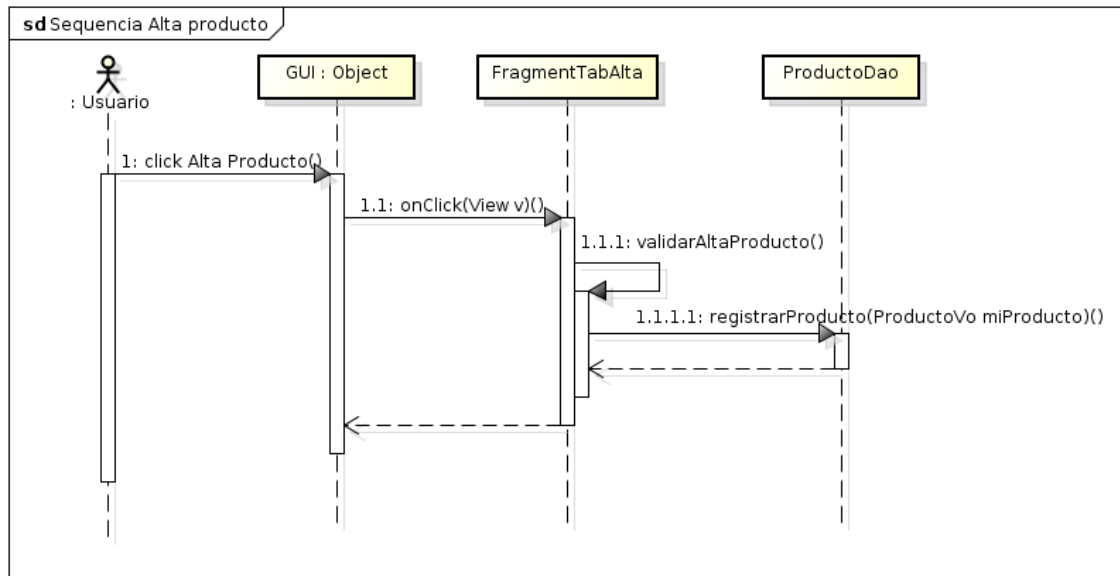 sd Sequencia Alta producto
: Usuario
GUI : Object
FragmentTabAlta
ProductoDao
1: click Alta Producto()
1.1: onClick(View v)()
1.1.1: validarAltaProducto()
1.1.1.1: registrarProducto(ProductoVo miProducto)()